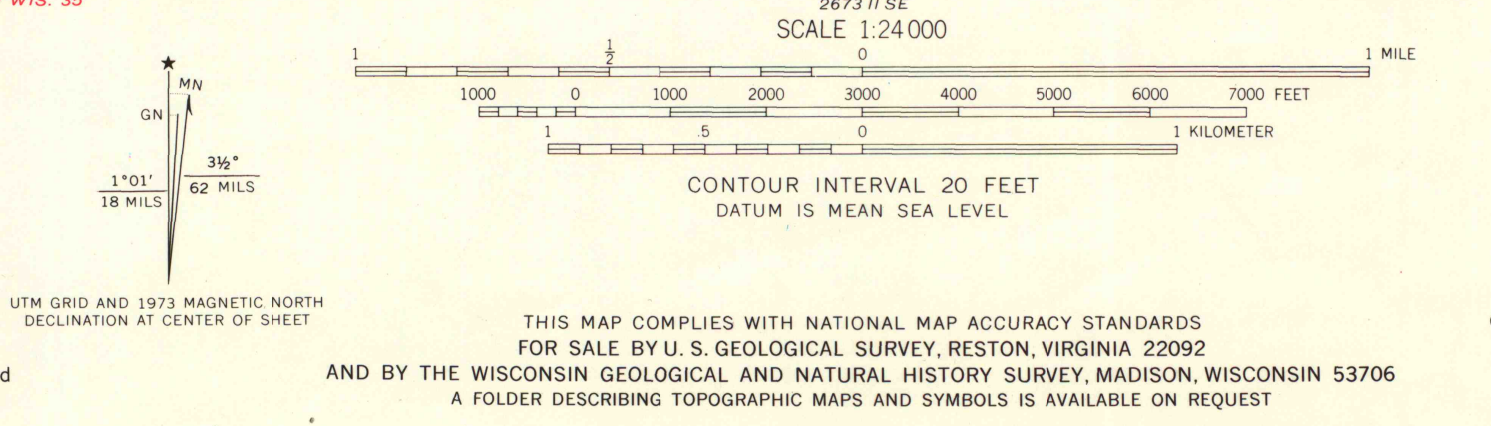 WIS. 35
2673 II SE
SCALE 1:24 000
1 1/2 0 1 MILE
1000 0 1000 2000 3000 4000 5000 6000 7000 FEET
1 .5 0 1 KILOMETER
CONTOUR INTERVAL 20 FEET
DATUM IS MEAN SEA LEVEL
★
MN
GN
3½°
62 MILS
1°01'
18 MILS
UTM GRID AND 1973 MAGNETIC NORTH
DECLINATION AT CENTER OF SHEET
THIS MAP COMPLIES WITH NATIONAL MAP ACCURACY STANDARDS
FOR SALE BY U. S. GEOLOGICAL SURVEY, RESTON, VIRGINIA 22092
AND BY THE WISCONSIN GEOLOGICAL AND NATURAL HISTORY SURVEY, MADISON, WISCONSIN 53706
A FOLDER DESCRIBING TOPOGRAPHIC MAPS AND SYMBOLS IS AVAILABLE ON REQUEST
d